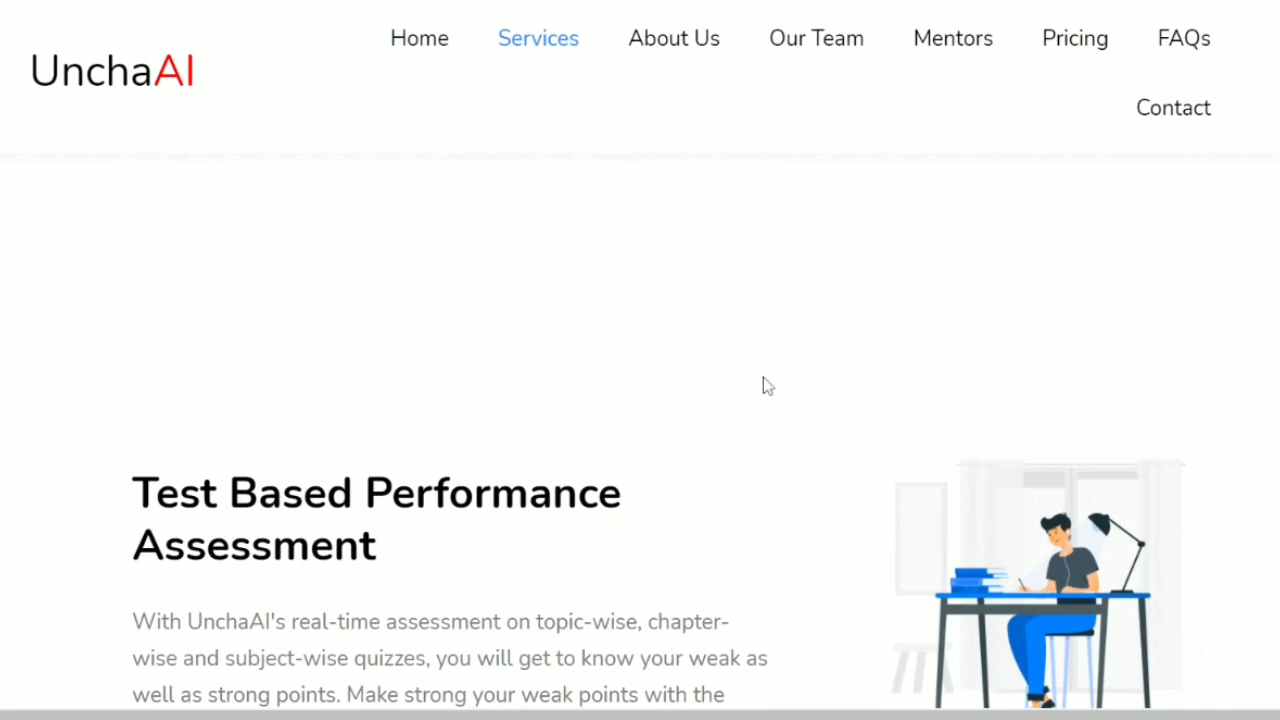 Home Services About Us Our Team Mentors Pricing FAQs
UnchaAI
Contact
Test Based Performance
Assessment
With UnchaAI's real-time assessment on topic-wise, chapter-
wise and subject-wise quizzes, you will get to know your weak as
well as strong points. Make strong your weak points with the